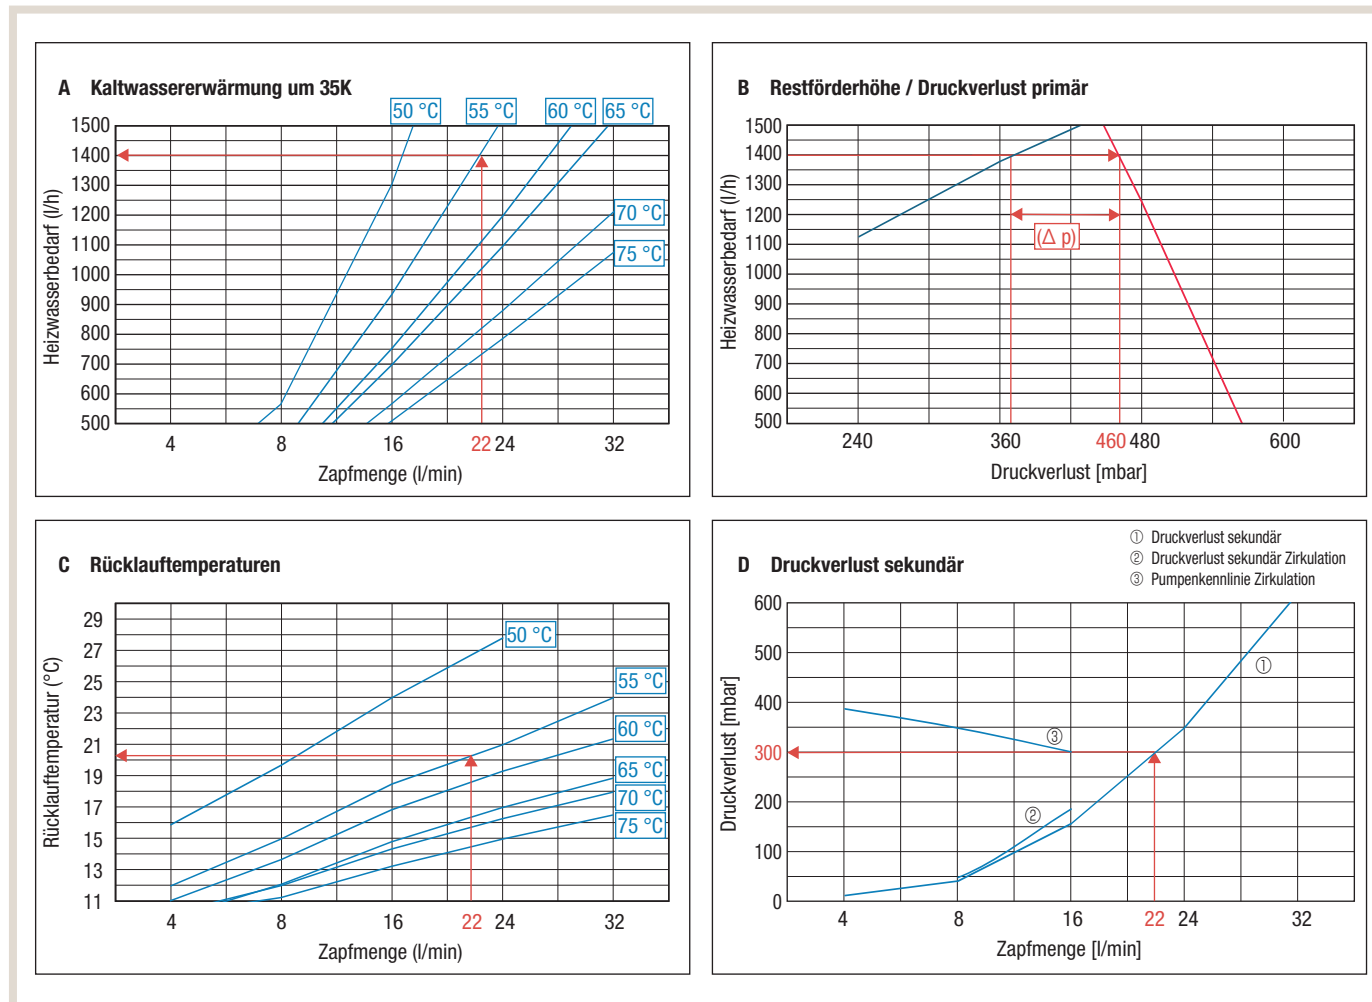 A Kaltwassererwärmung um 35K
50 °C 55 °C 60 °C 65 °C
1500
1400
1300
1200
1100
1000
900
800
700
600
500
70 °C
75 °C
Heizwasserbedarf (l/h)
4 8 16 22 24 32
Zapfmenge (l/min)
B Restförderhöhe / Druckverlust primär
1500
1400
1300
1200
1100
1000
900
800
700
600
500
(Δ p)
Heizwasserbedarf (l/h)
240 360 460 480 600
Druckverlust [mbar]
C Rücklauftemperaturen
29
27
25
23
21
19
17
15
13
11
50 °C
55 °C
60 °C
65 °C
70 °C
75 °C
Rücklauftemperatur (°C)
4 8 16 22 24 32
Zapfmenge (l/min)
D Druckverlust sekundär
① Druckverlust sekundär
② Druckverlust sekundär Zirkulation
③ Pumpenkennlinie Zirkulation
600
500
400
300
200
100
0
①
③
②
Druckverlust [mbar]
4 8 16 22 24 32
Zapfmenge [l/min]